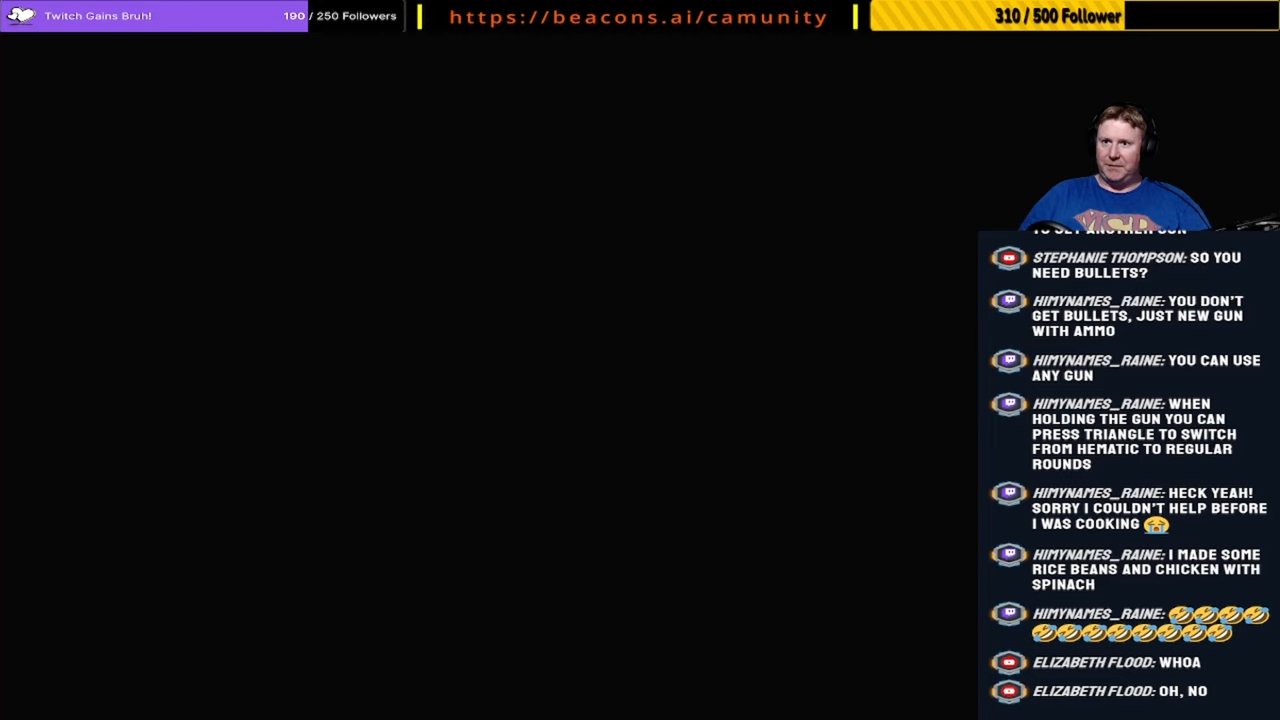 Twitch Gains Bruh! 190 / 250 Followers
https://beacons.ai/camunity
310 / 500 Follower
STEPHANIE THOMPSON: SO YOU
NEED BULLETS?
HIMYNAMES_RAINE: YOU DON'T
GET BULLETS, JUST NEW GUN
WITH AMMO
HIMYNAMES_RAINE: YOU CAN USE
ANY GUN
HIMYNAMES_RAINE: WHEN
HOLDING THE GUN YOU CAN
PRESS TRIANGLE TO SWITCH
FROM HEMATIC TO REGULAR
ROUNDS
HIMYNAMES_RAINE: HECK YEAH!
SORRY I COULDN'T HELP BEFORE
I WAS COOKING 😭
HIMYNAMES_RAINE: I MADE SOME
RICE BEANS AND CHICKEN WITH
SPINACH
HIMYNAMES_RAINE: 🤣🤣🤣🤣
🤣🤣🤣🤣🤣🤣🤣🤣
ELIZABETH FLOOD: WHOA
ELIZABETH FLOOD: OH, NO